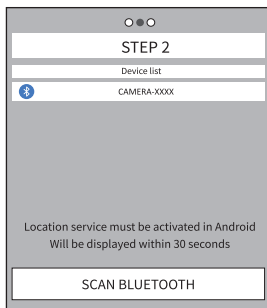 STEP 2
Device list
CAMERA-XXXX
Location service must be activated in Android
Will be displayed within 30 seconds
SCAN BLUETOOTH